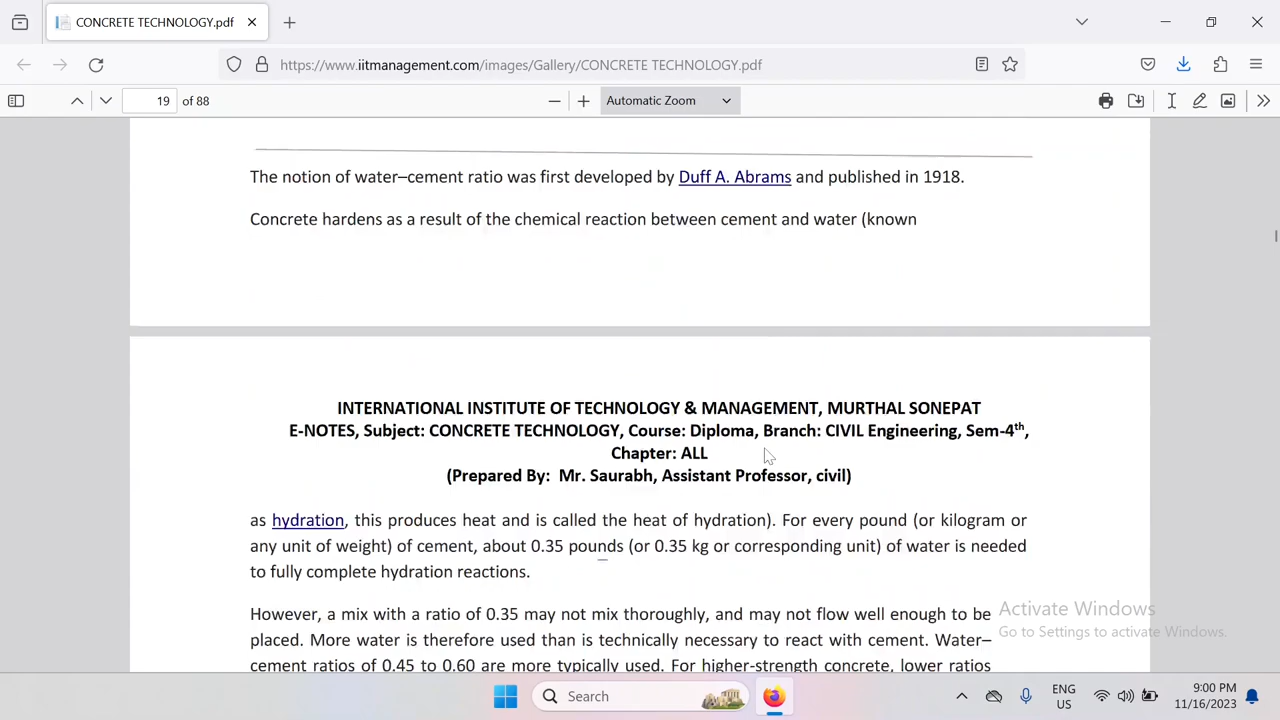 CONCRETE TECHNOLOGY.pdf
https://www.iitmanagement.com/images/Gallery/CONCRETE TECHNOLOGY.pdf
19 of 88
Automatic Zoom
The notion of water–cement ratio was first developed by Duff A. Abrams and published in 1918.
Concrete hardens as a result of the chemical reaction between cement and water (known
INTERNATIONAL INSTITUTE OF TECHNOLOGY & MANAGEMENT, MURTHAL SONEPAT
E-NOTES, Subject: CONCRETE TECHNOLOGY, Course: Diploma, Branch: CIVIL Engineering, Sem-4th,
Chapter: ALL
(Prepared By: Mr. Saurabh, Assistant Professor, civil)
as hydration, this produces heat and is called the heat of hydration). For every pound (or kilogram or
any unit of weight) of cement, about 0.35 pounds (or 0.35 kg or corresponding unit) of water is needed
to fully complete hydration reactions.
However, a mix with a ratio of 0.35 may not mix thoroughly, and may not flow well enough to be
placed. More water is therefore used than is technically necessary to react with cement. Water–
cement ratios of 0.45 to 0.60 are more typically used. For higher-strength concrete, lower ratios
Activate Windows
Go to Settings to activate Windows.
Search
ENG
US
9:00 PM
11/16/2023